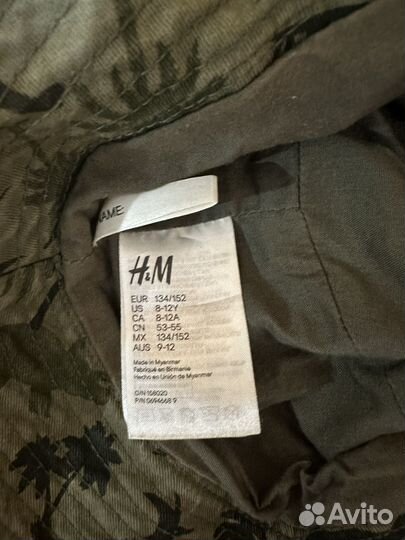 NAME:
H&M
EUR 134/152
US 8-12Y
CA 8-12A
CN 53-55
MX 134/152
AUS 9-12
Made in Myanmar
Fabriqué en Birmanie
Hecho en Unión de Myanmar
O/N 158020
P/N 0694668 9
Avito